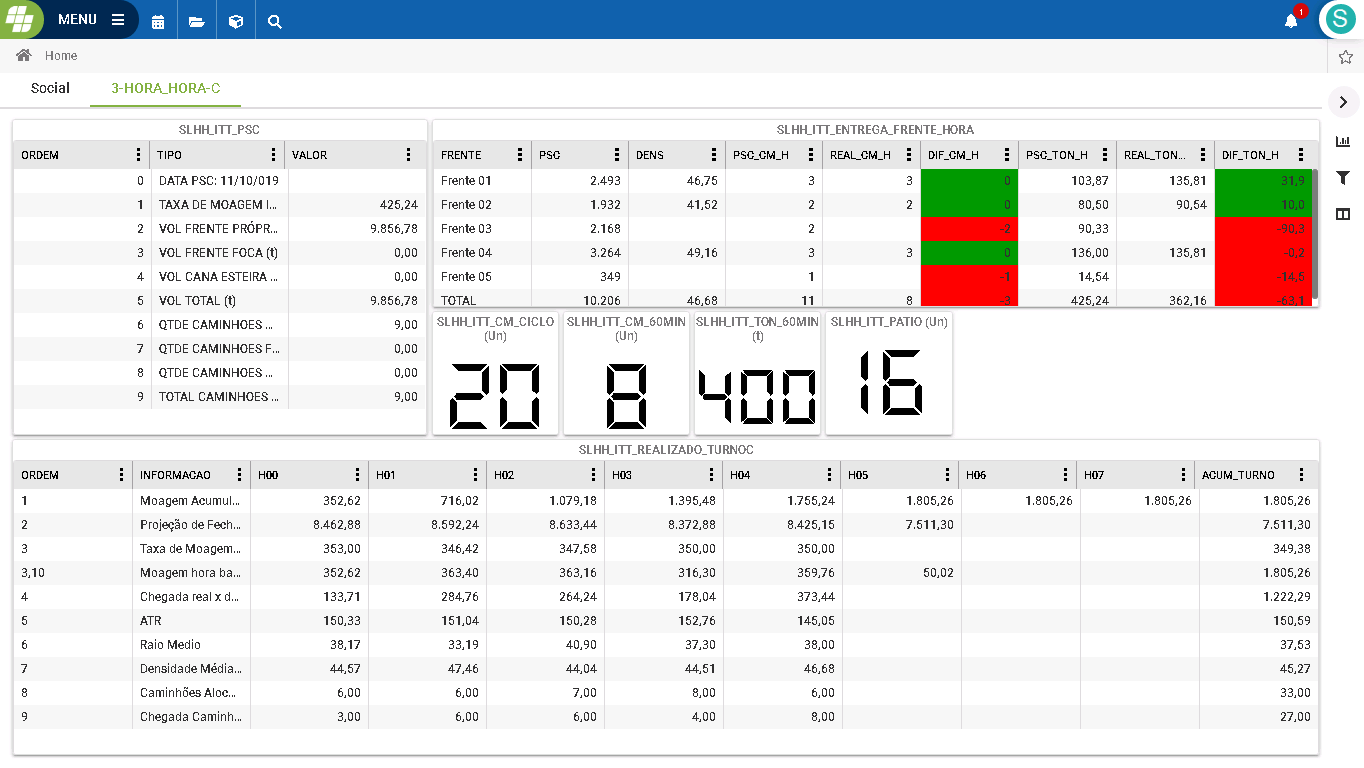 MENU
1
S
Home
Social
3-HORA_HORA-C
SLHH_ITT_PSC
ORDEM TIPO VALOR
0 DATA PSC: 11/10/019
1 TAXA DE MOAGEM I... 425,24
2 VOL FRENTE PRÓPR... 9.856,78
3 VOL FRENTE FOCA (t) 0,00
4 VOL CANA ESTEIRA ... 0,00
5 VOL TOTAL (t) 9.856,78
6 QTDE CAMINHOES ... 9,00
7 QTDE CAMINHOES F... 0,00
8 QTDE CAMINHOES ... 0,00
9 TOTAL CAMINHOES ... 9,00
SLHH_ITT_ENTREGA_FRENTE_HORA
FRENTE PSC DENS PSC_CM_H REAL_CM_H DIF_CM_H PSC_TON_H REAL_TON... DIF_TON_H
Frente 01 2.493 46,75 3 3 0 103,87 135,81 31,9
Frente 02 1.932 41,52 2 2 0 80,50 90,54 10,0
Frente 03 2.168 2 -2 90,33 -90,3
Frente 04 3.264 49,16 3 3 0 136,00 135,81 -0,2
Frente 05 349 1 -1 14,54 -14,5
TOTAL 10.206 46,68 11 8 -3 425,24 362,16 -63,1
SLHH_ITT_CM_CICLO
(Un)
20
SLHH_ITT_CM_60MIN
(Un)
8
SLHH_ITT_TON_60MIN
(t)
400
SLHH_ITT_PATIO (Un)
16
SLHH_ITT_REALIZADO_TURNOC
ORDEM INFORMACAO H00 H01 H02 H03 H04 H05 H06 H07 ACUM_TURNO
1 Moagem Acumul... 352,62 716,02 1.079,18 1.395,48 1.755,24 1.805,26 1.805,26 1.805,26 1.805,26
2 Projeção de Fech... 8.462,88 8.592,24 8.633,44 8.372,88 8.425,15 7.511,30 7.511,30
3 Taxa de Moagem... 353,00 346,42 347,58 350,00 350,00 349,38
3,10 Moagem hora ba... 352,62 363,40 363,16 316,30 359,76 50,02 1.805,26
4 Chegada real x d... 133,71 284,76 264,24 178,04 373,44 1.222,29
5 ATR 150,33 151,04 150,28 152,76 145,05 150,59
6 Raio Medio 38,17 33,19 40,90 37,30 38,00 37,53
7 Densidade Média... 44,57 47,46 44,04 44,51 46,68 45,27
8 Caminhões Aloc... 6,00 6,00 7,00 8,00 6,00 33,00
9 Chegada Caminh... 3,00 6,00 6,00 4,00 8,00 27,00